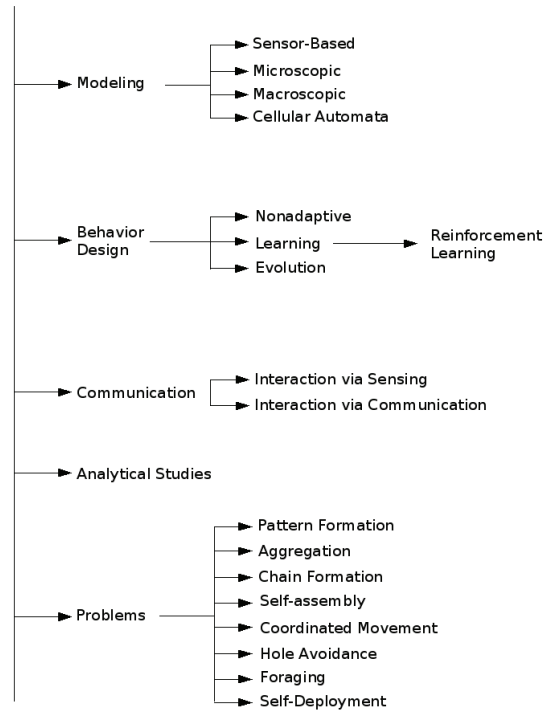 Sensor-Based
Microscopic
Modeling
Macroscopic
Cellular Automata
Nonadaptive
Behavior
Design
Learning
Reinforcement
Learning
Evolution
Interaction via Sensing
Communication
Interaction via Communication
Analytical Studies
Pattern Formation
Aggregation
Chain Formation
Self-assembly
Problems
Coordinated Movement
Hole Avoidance
Foraging
Self-Deployment